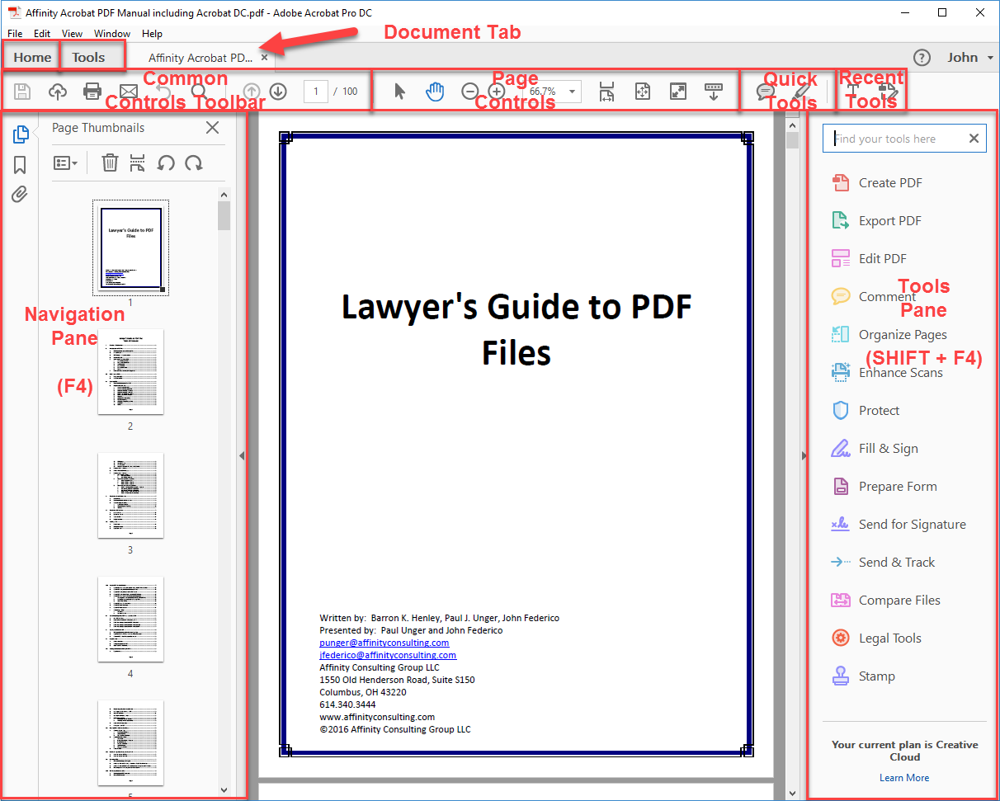 Affinity Acrobat PDF Manual including Acrobat DC.pdf - Adobe Acrobat Pro DC
File Edit View Window Help
Document Tab
Home Tools Affinity Acrobat PD... × ? John
Common Controls Toolbar
1 / 100
Page Controls
66.7%
Quick Tools
Recent Tools
Page Thumbnails
Lawyer's Guide to PDF
Files
1
Navigation
Pane
(F4)
2
3
4
5
Lawyer's Guide to PDF
Files
Written by: Barron K. Henley, Paul J. Unger, John Federico
Presented by: Paul Unger and John Federico
punger@affinityconsulting.com
jfederico@affinityconsulting.com
Affinity Consulting Group LLC
1550 Old Henderson Road, Suite S150
Columbus, OH 43220
614.340.3444
www.affinityconsulting.com
©2016 Affinity Consulting Group LLC
Find your tools here
Create PDF
Export PDF
Edit PDF
Comment
Tools
Pane
Organize Pages
(SHIFT + F4)
Enhance Scans
Protect
Fill & Sign
Prepare Form
Send for Signature
Send & Track
Compare Files
Legal Tools
Stamp
Your current plan is Creative
Cloud
Learn More